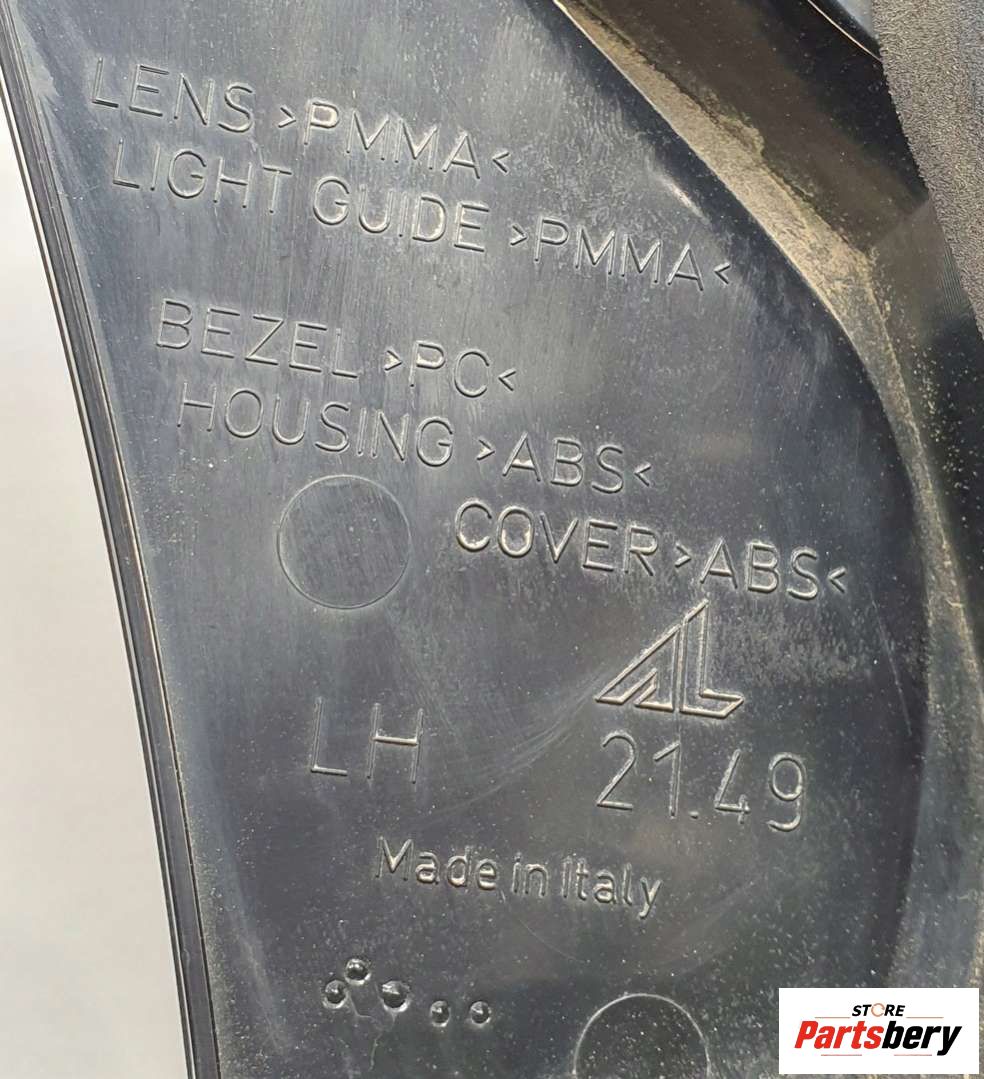 LENS >PMMA<
LIGHT GUIDE >PMMA<
BEZEL >PC<
HOUSING >ABS<
COVER >ABS<
AL
LH
21.49
Made in Italy
STORE
Partsbery